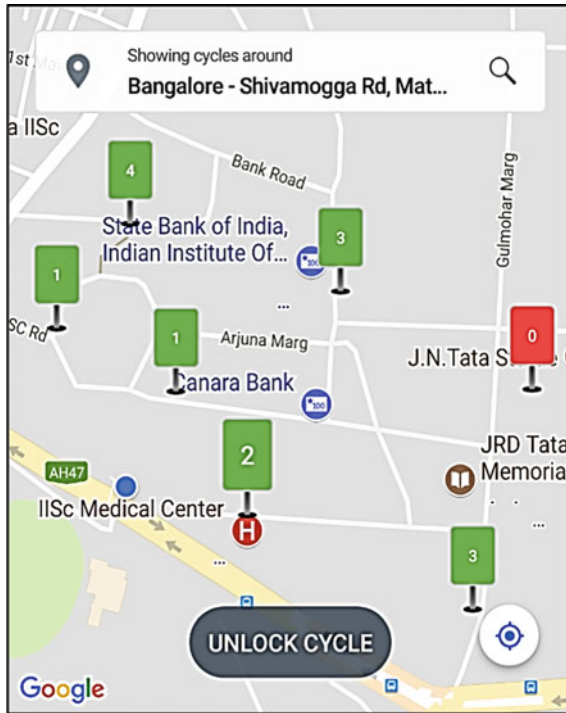 Showing cycles around
Bangalore - Shivamogga Rd, Mat...
1st
a IISc
4
Bank Road
Gulmohar Marg
State Bank of India,
Indian Institute Of...
3
1
SC Rd
1
Arjuna Marg
0
J.N.Tata
Canara Bank
2
JRD Tata
Memoria
AH47
IISc Medical Center
H
3
UNLOCK CYCLE
Google